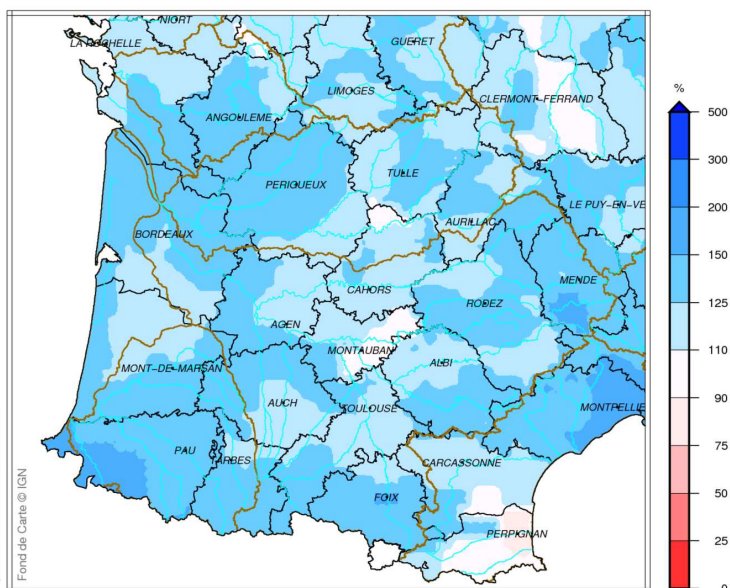 NIORT
LA ROCHELLE
GUERET
LIMOGES
CLERMONT-FERRAND
ANGOULEME
PERIQUEUX
TULLE
LE PUY-EN-VE
AURILLAC
BORDEAUX
MENDE
CAHORS
RODEZ
AGEN
MONTAUBAN
ALBI
MONT-DE-MARSAN
AUCH
TOULOUSE
MONTPELLIE
PAU
TARBES
CARCASSONNE
FOIX
PERPIGNAN
Fond de Carte © IGN
%
500
300
200
150
125
110
90
75
50
25
0